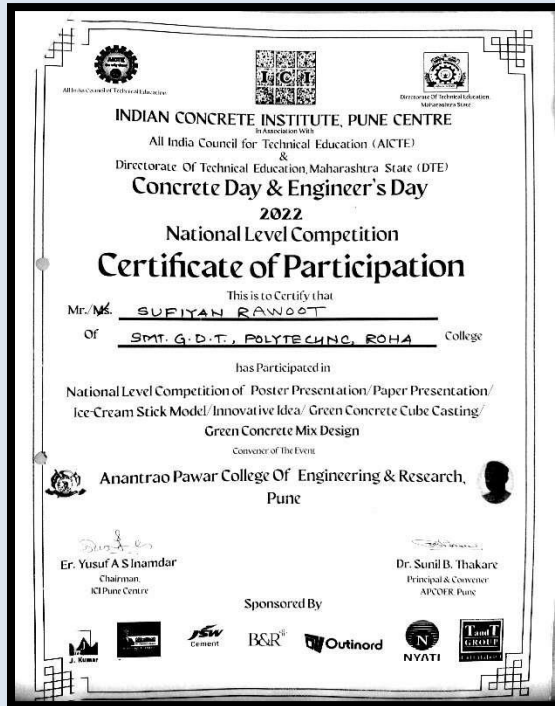 AICTE
All India Council of Technical Education
ICI
Directorate Of Technical Education,
Maharashtra State
INDIAN CONCRETE INSTITUTE, PUNE CENTRE
In Association With
All India Council for Technical Education (AICTE)
&
Directorate Of Technical Education, Maharashtra State (DTE)
Concrete Day & Engineer's Day
2022
National Level Competition
Certificate of Participation
This is to Certify that
Mr./Ms. SUFIYAN RAWOOT
Of SMT. G.D.T., POLYTECHNC, ROHA College
has Participated in
National Level Competition of Poster Presentation/Paper Presentation/
Ice-Cream Stick Model/Innovative Idea/ Green Concrete Cube Casting/
Green Concrete Mix Design
Convener of The Event
Anantrao Pawar College Of Engineering & Research,
Pune
Er. Yusuf A S Inamdar
Chairman,
ICI Pune Centre
Dr. Sunil B. Thakare
Principal & Convener
APCOER, Pune
Sponsored By
J. Kumar
JSW
Cement
B&R
Outinord
N
NYATI
TandT
GROUP